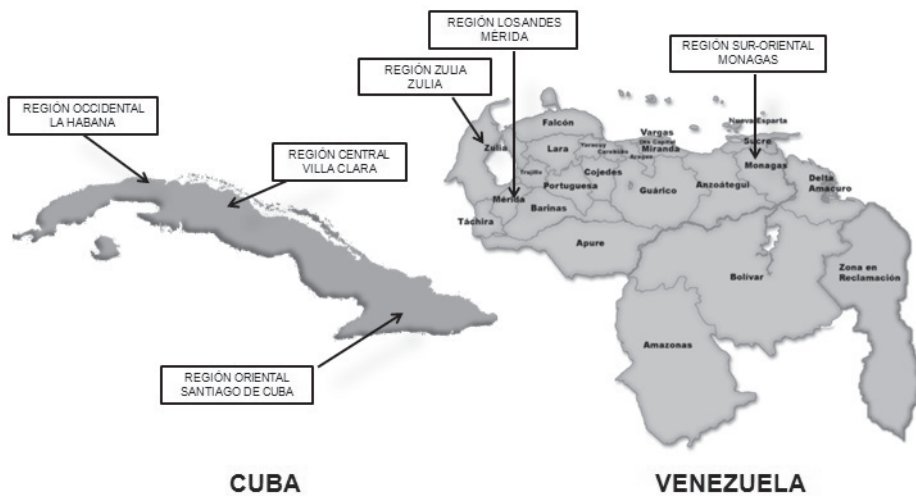 REGIÓN LOSANDES
MÉRIDA
REGIÓN SUR-ORIENTAL
MONAGAS
REGIÓN ZULIA
ZULIA
REGIÓN OCCIDENTAL
LA HABANA
REGIÓN CENTRAL
VILLA CLARA
REGIÓN ORIENTAL
SANTIAGO DE CUBA
Nueva Esparta
Falcón
Vargas
Dto Capital
Sucre
Zulia
Lara
Yaracuy
Carabobo
Aragua
Miranda
Monagas
Trujillo
Cojedes
Delta
Amacuro
Portuguesa
Guárico
Anzoátegui
Mérida
Barinas
Táchira
Apure
Bolívar
Zona en
Reclamación
Amazonas
CUBA
VENEZUELA